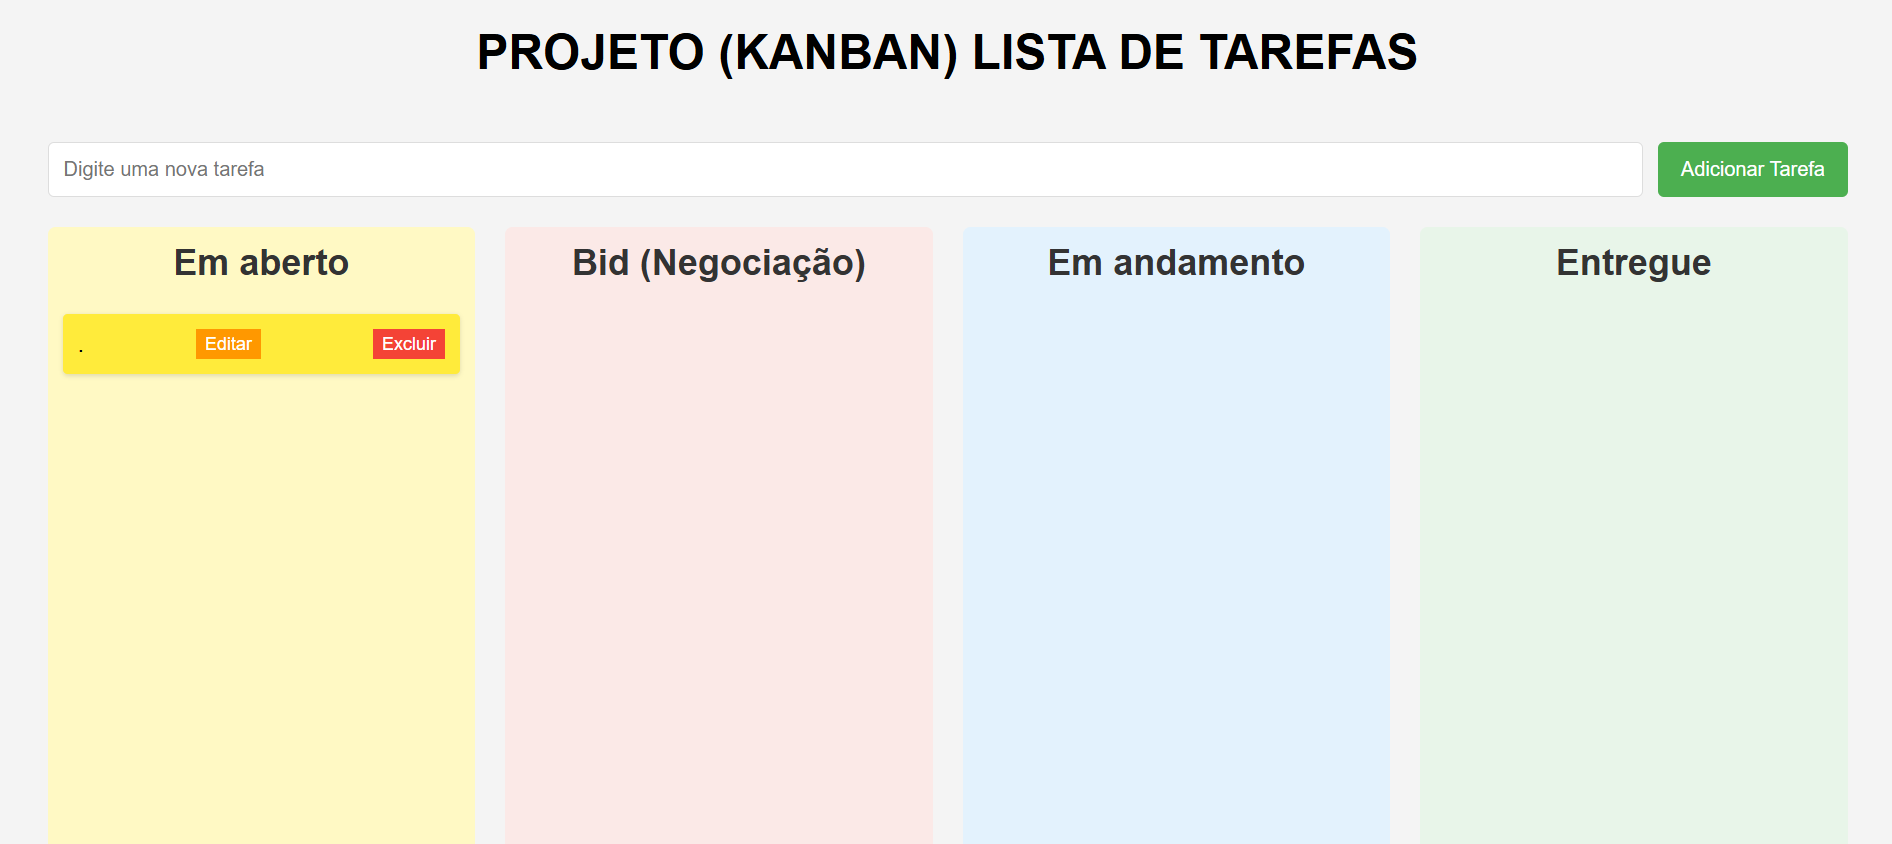 PROJETO (KANBAN) LISTA DE TAREFAS
Digite uma nova tarefa
Adicionar Tarefa
Em aberto
.
Editar
Excluir
Bid (Negociação)
Em andamento
Entregue